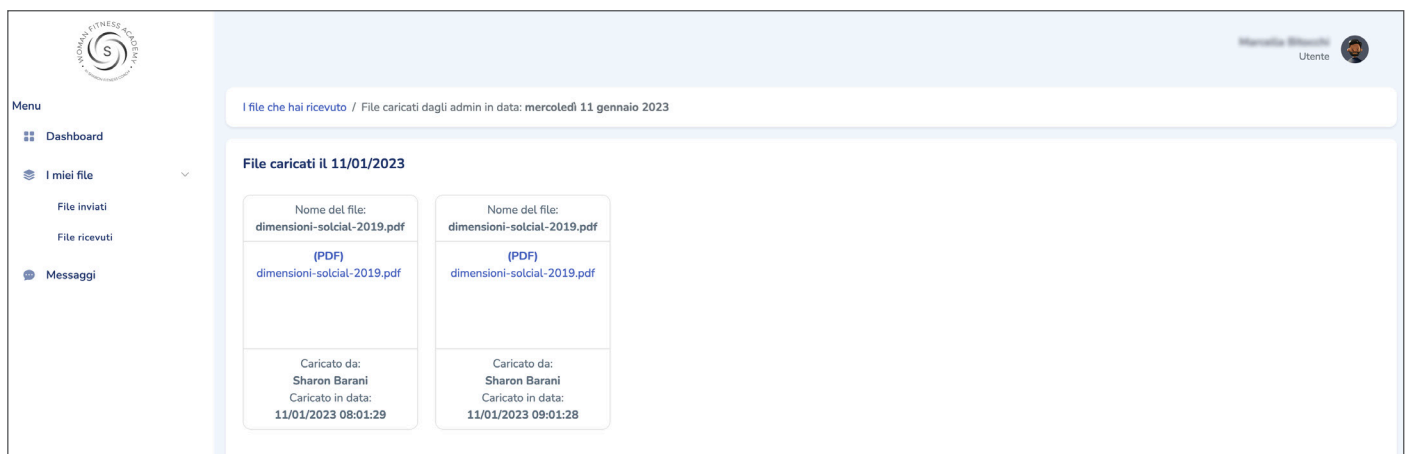 WOMAN FITNESS ACADEMY
S
Utente
Menu
Dashboard
I miei file
File inviati
File ricevuti
Messaggi
I file che hai ricevuto / File caricati dagli admin in data: mercoledì 11 gennaio 2023
File caricati il 11/01/2023
Nome del file:
dimensioni-solcial-2019.pdf
(PDF)
dimensioni-solcial-2019.pdf
Caricato da:
Sharon Barani
Caricato in data:
11/01/2023 08:01:29
Nome del file:
dimensioni-solcial-2019.pdf
(PDF)
dimensioni-solcial-2019.pdf
Caricato da:
Sharon Barani
Caricato in data:
11/01/2023 09:01:28